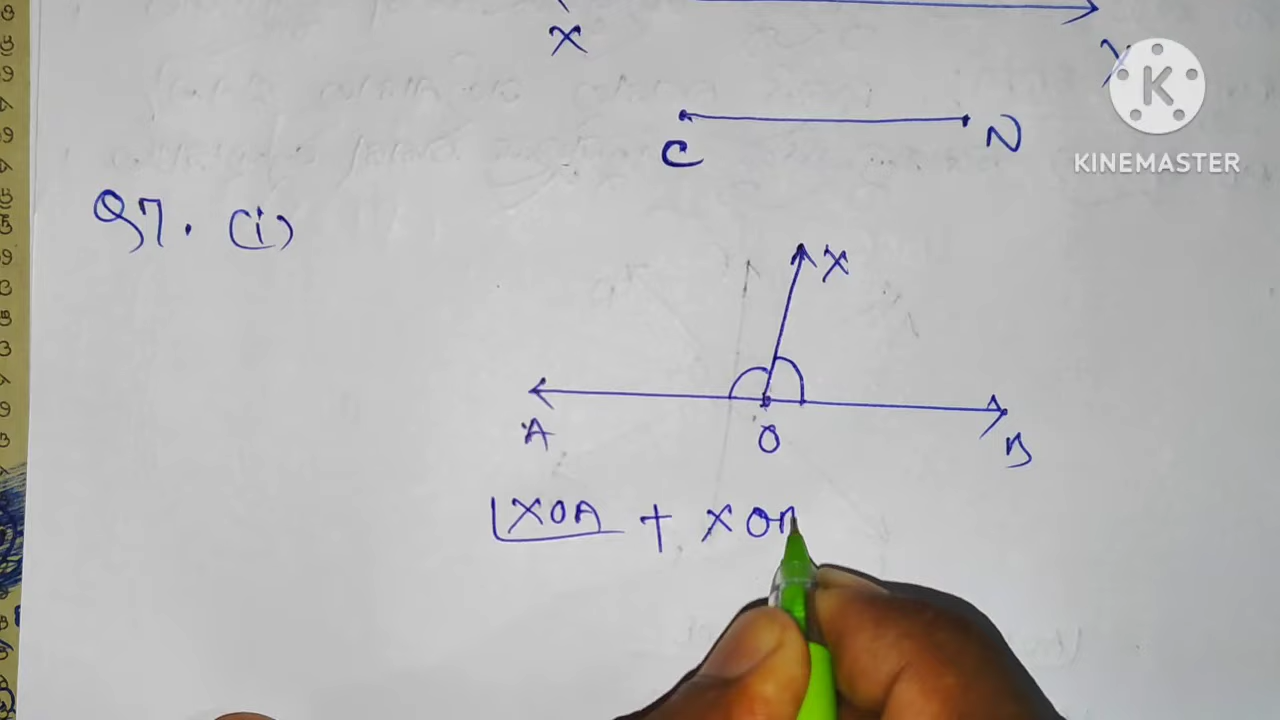 X Y
C N
Q7. (i)
X
A O B
∠XOA + XOB
KINEMASTER